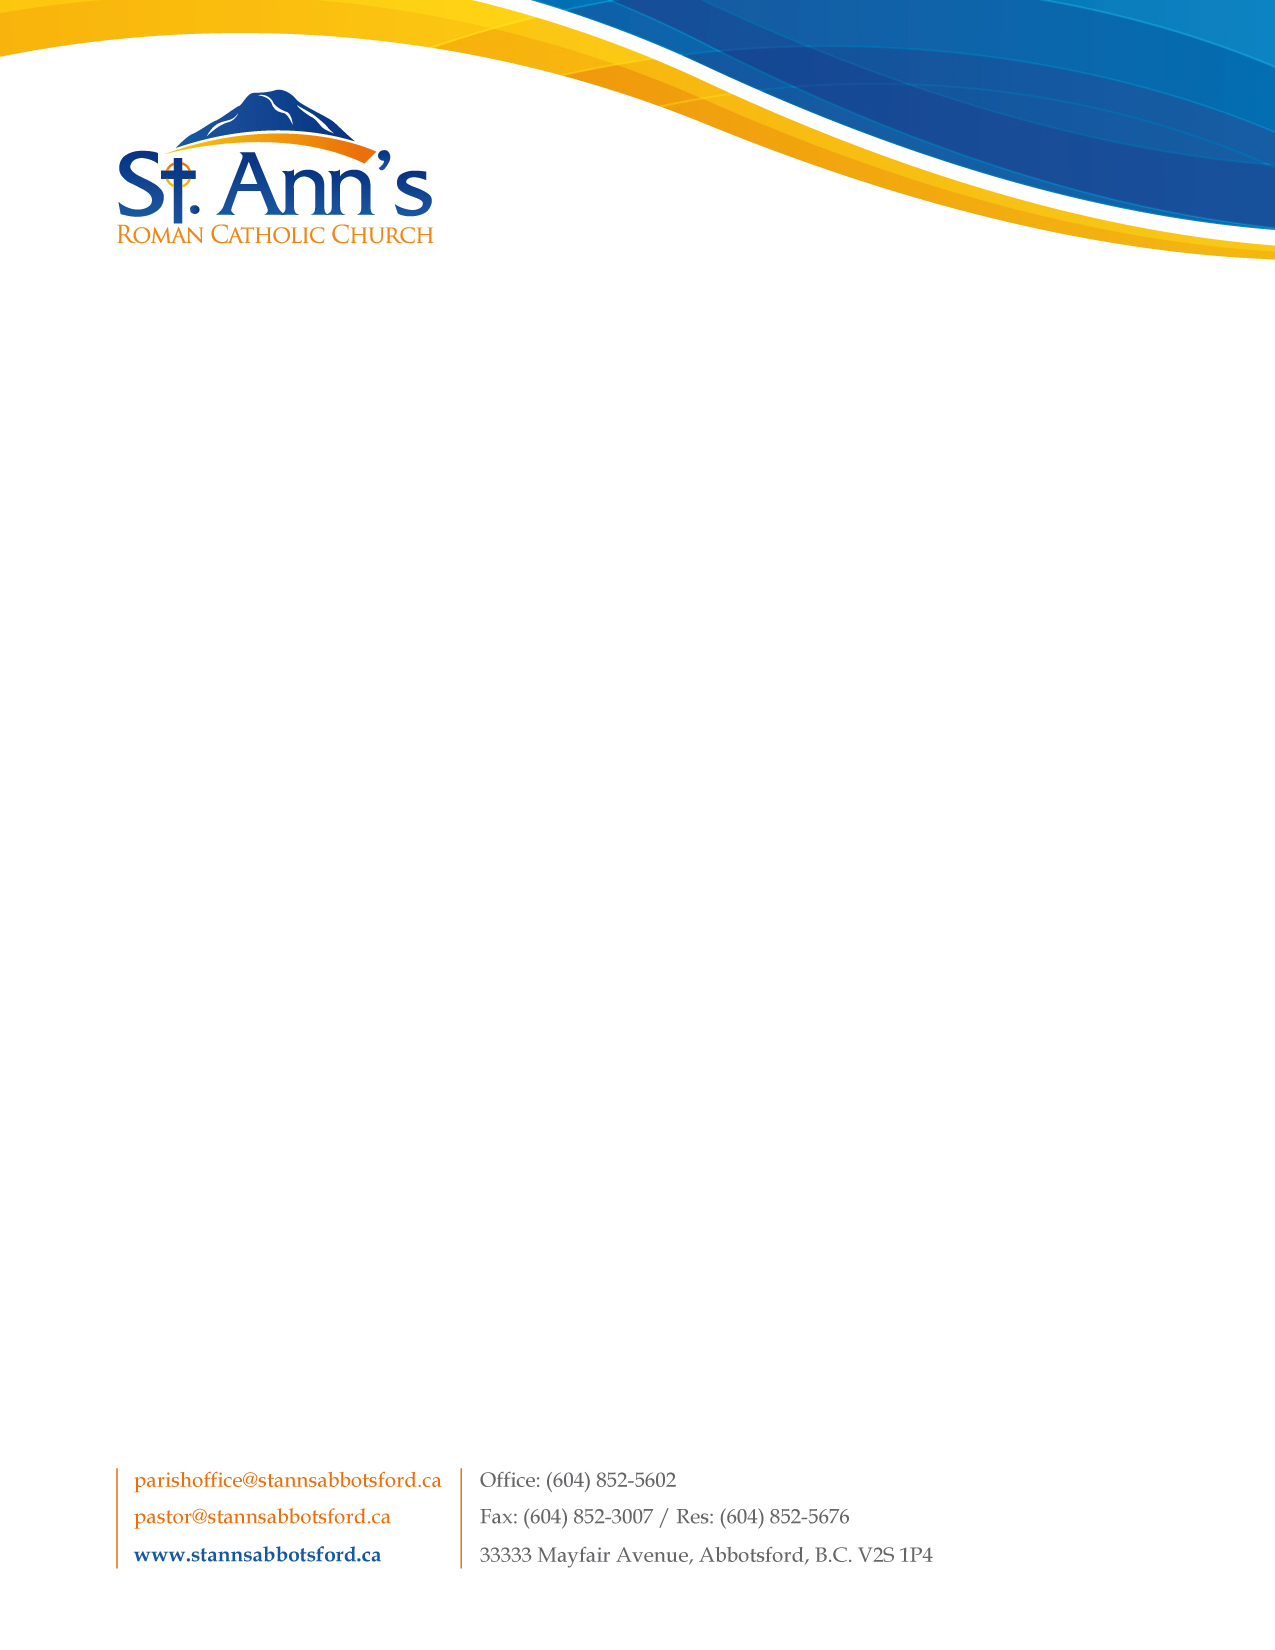 St. Ann's
ROMAN CATHOLIC CHURCH
parishoffice@stannsabbotsford.ca
pastor@stannsabbotsford.ca
www.stannsabbotsford.ca
Office: (604) 852-5602
Fax: (604) 852-3007 / Res: (604) 852-5676
33333 Mayfair Avenue, Abbotsford, B.C. V2S 1P4